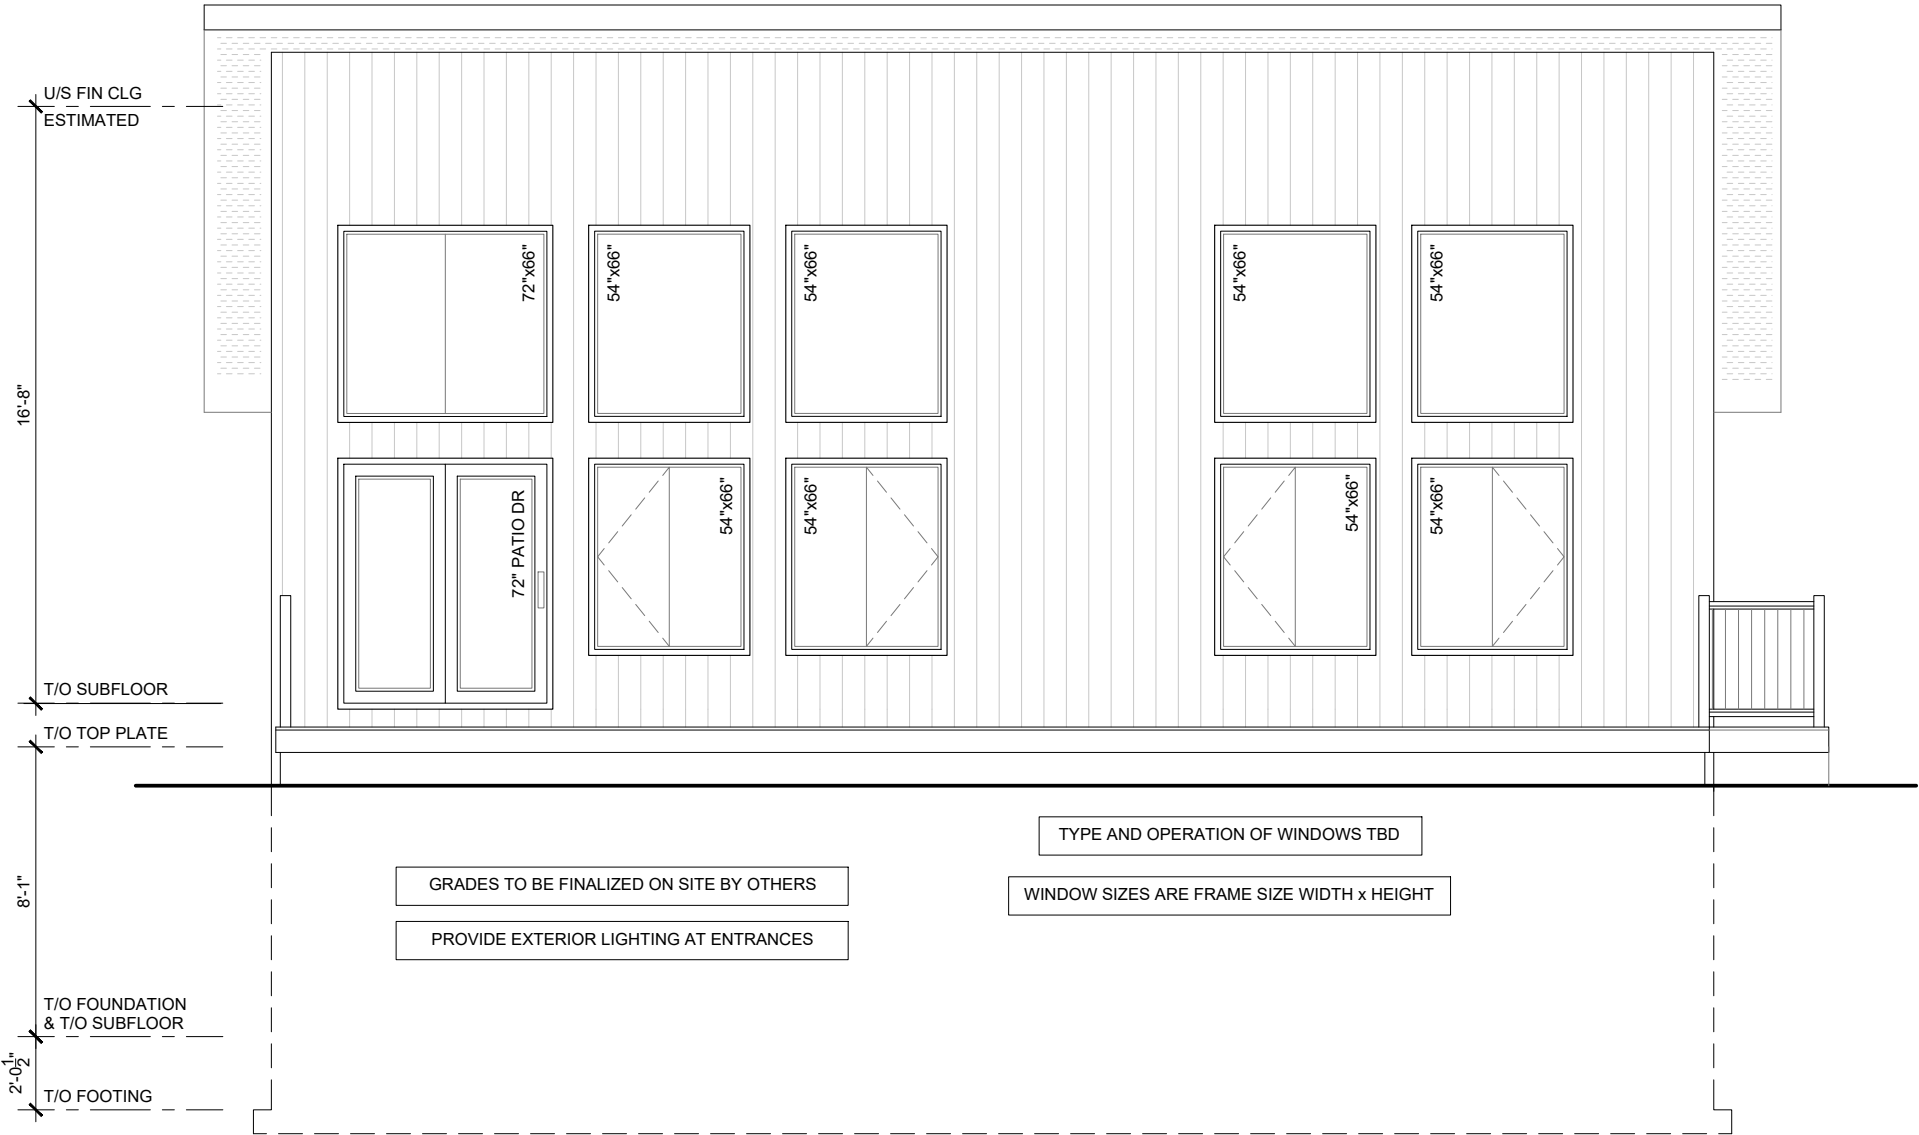 U/S FIN CLG
ESTIMATED
16'-8"
72"x66"
54"x66"
54"x66"
54"x66"
54"x66"
72" PATIO DR
54"x66"
54"x66"
54"x66"
54"x66"
T/O SUBFLOOR
T/O TOP PLATE
8'-1"
TYPE AND OPERATION OF WINDOWS TBD
GRADES TO BE FINALIZED ON SITE BY OTHERS
WINDOW SIZES ARE FRAME SIZE WIDTH x HEIGHT
PROVIDE EXTERIOR LIGHTING AT ENTRANCES
T/O FOUNDATION
& T/O SUBFLOOR
2'-0 1/2"
T/O FOOTING